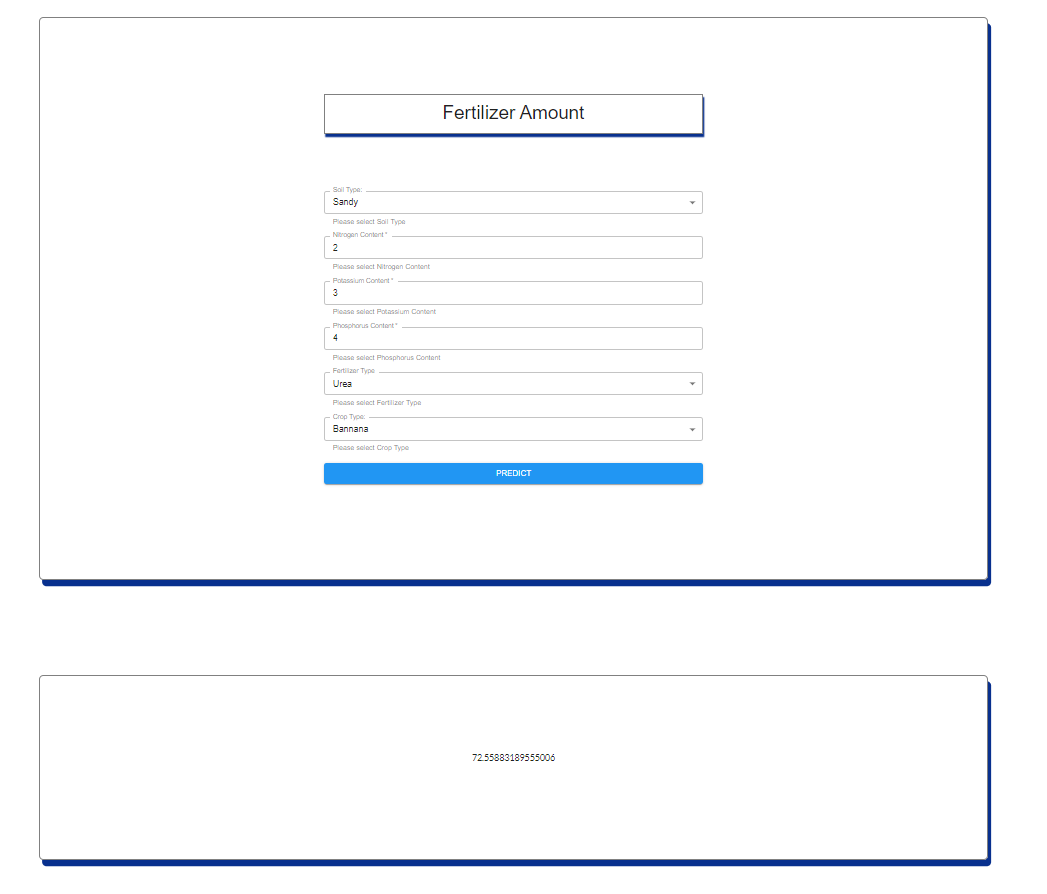 Fertilizer Amount
Soil Type:
Sandy
Please select Soil Type
Nitrogen Content *
2
Please select Nitrogen Content
Potassium Content *
3
Please select Potassium Content
Phosphorus Content *
4
Please select Phosphorus Content
Fertilizer Type
Urea
Please select Fertilizer Type
Crop Type:
Bannana
Please select Crop Type
PREDICT
72.55883189555006